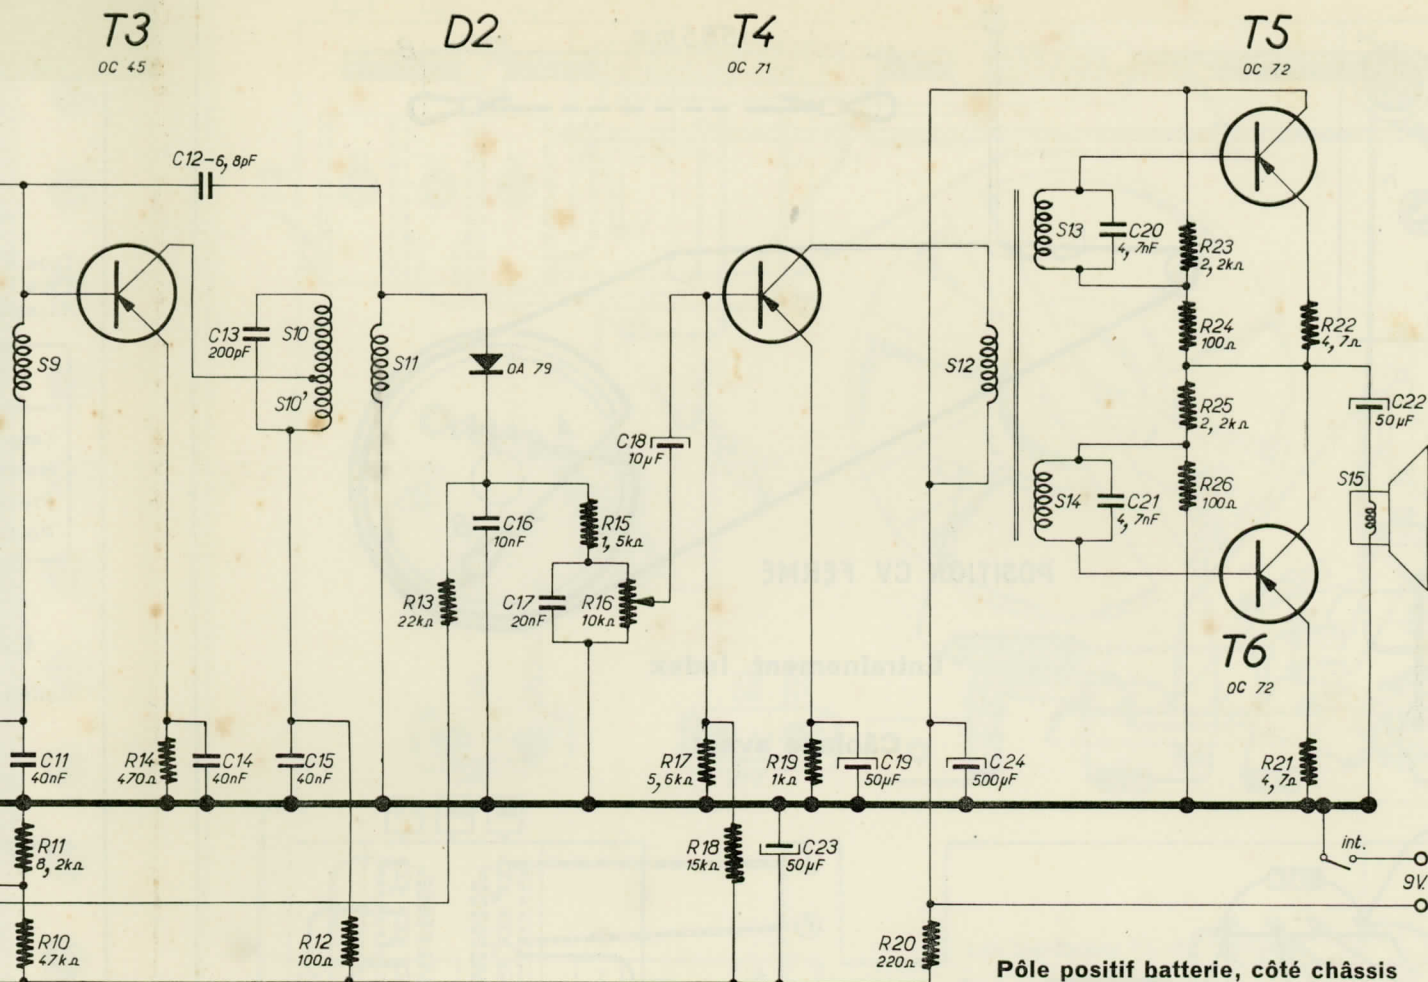 T3
OC 45
D2
T4
OC 71
T5
OC 72
C12-6,8pF
S9
C13
200pF
S10
S10'
S11
OA 79
C18
10µF
S12
S13
C20
4,7nF
R23
2,2kΩ
R24
100Ω
R22
4,7Ω
R25
2,2kΩ
C22
50µF
S14
C21
4,7nF
R26
100Ω
S15
C16
10nF
R15
1,5kΩ
R13
22kΩ
C17
20nF
R16
10kΩ
T6
OC 72
C11
40nF
R14
470Ω
C14
40nF
C15
40nF
R17
5,6kΩ
R19
1kΩ
C19
50µF
C24
500µF
R21
4,7Ω
R11
8,2kΩ
R18
15kΩ
C23
50µF
int.
9V.
R10
47kΩ
R12
100Ω
R20
220Ω
Pôle positif batterie, côté châssis
POSITION CV FERMÉ
Entrainement Index